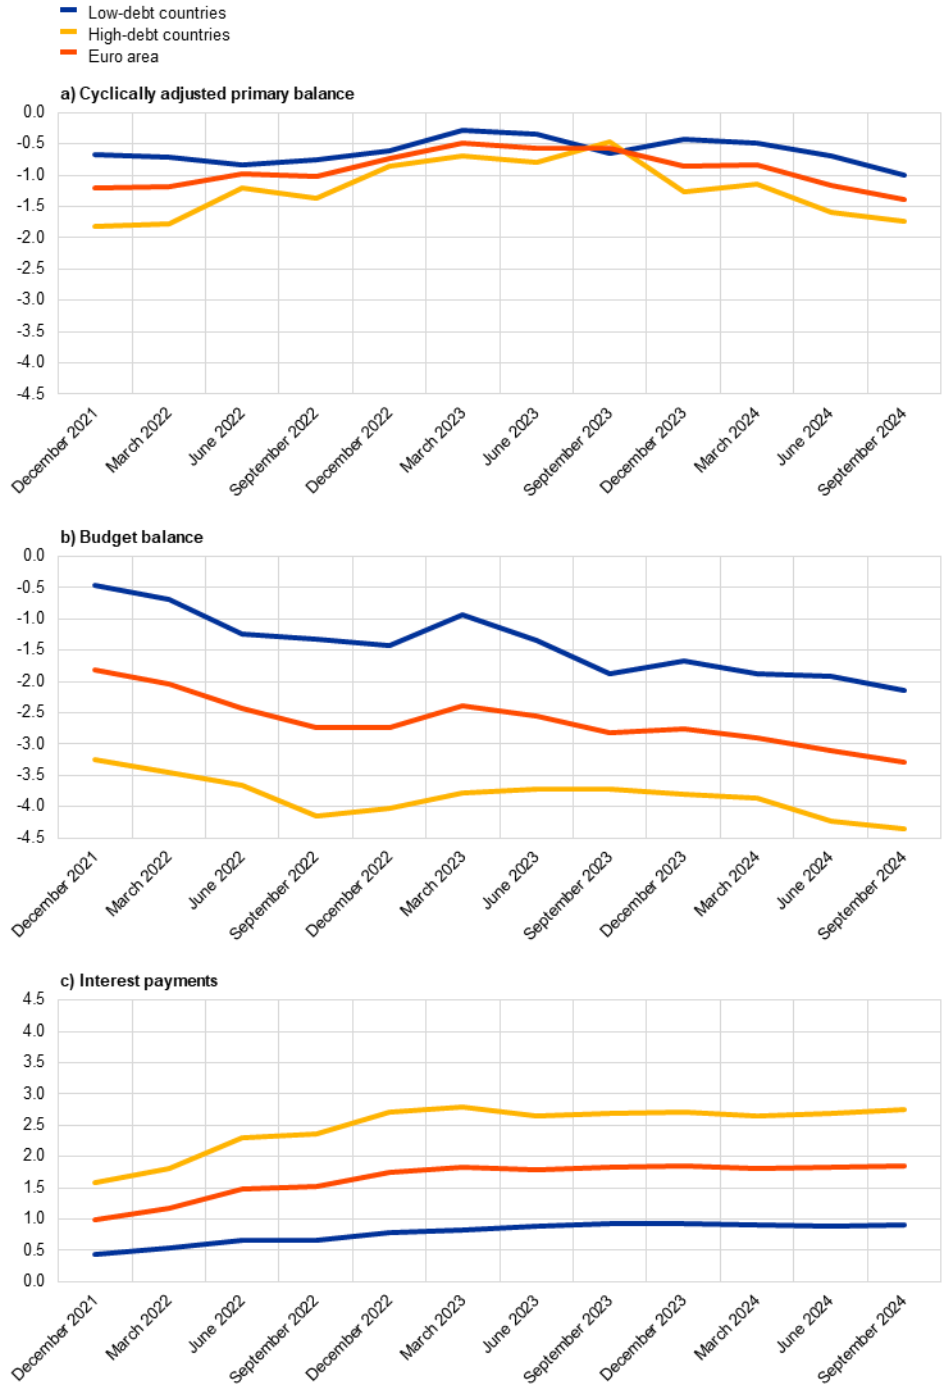 Low-debt countries
High-debt countries
Euro area
a) Cyclically adjusted primary balance
0.0
-0.5
-1.0
-1.5
-2.0
-2.5
-3.0
-3.5
-4.0
-4.5
December 2021
March 2022
June 2022
September 2022
December 2022
March 2023
June 2023
September 2023
December 2023
March 2024
June 2024
September 2024
b) Budget balance
0.0
-0.5
-1.0
-1.5
-2.0
-2.5
-3.0
-3.5
-4.0
-4.5
December 2021
March 2022
June 2022
September 2022
December 2022
March 2023
June 2023
September 2023
December 2023
March 2024
June 2024
September 2024
c) Interest payments
4.5
4.0
3.5
3.0
2.5
2.0
1.5
1.0
0.5
0.0
December 2021
March 2022
June 2022
September 2022
December 2022
March 2023
June 2023
September 2023
December 2023
March 2024
June 2024
September 2024